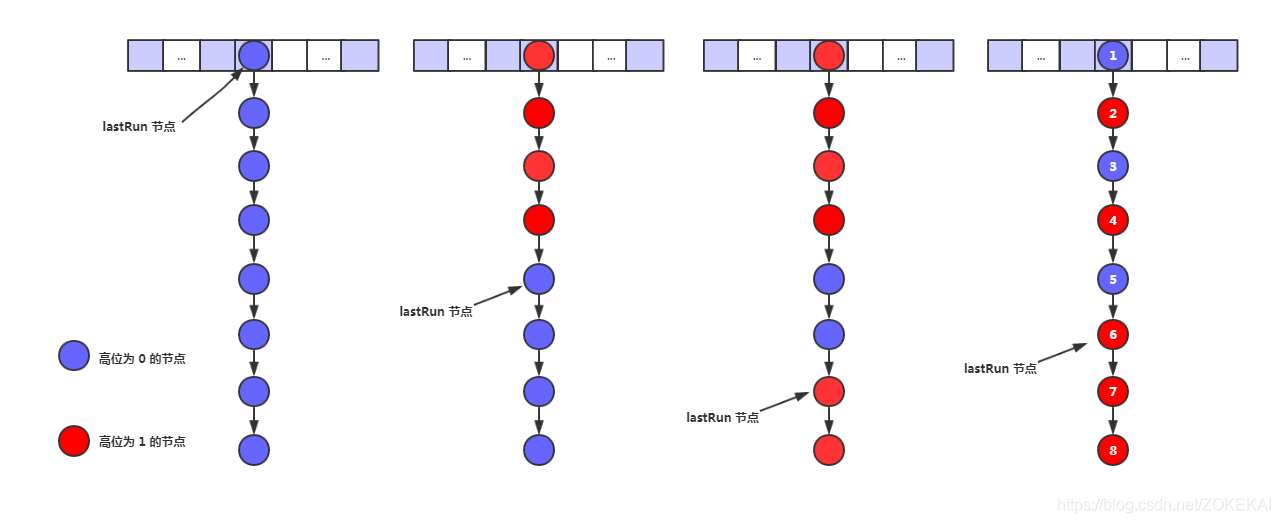 ... ... ... ... ... ... ... ... 1
2
lastRun 节点
3
4
5
lastRun 节点
6
高位为 0 的节点
lastRun 节点
7
lastRun 节点
高位为 1 的节点
8
https://blog.csdn.net/ZOKEKAI